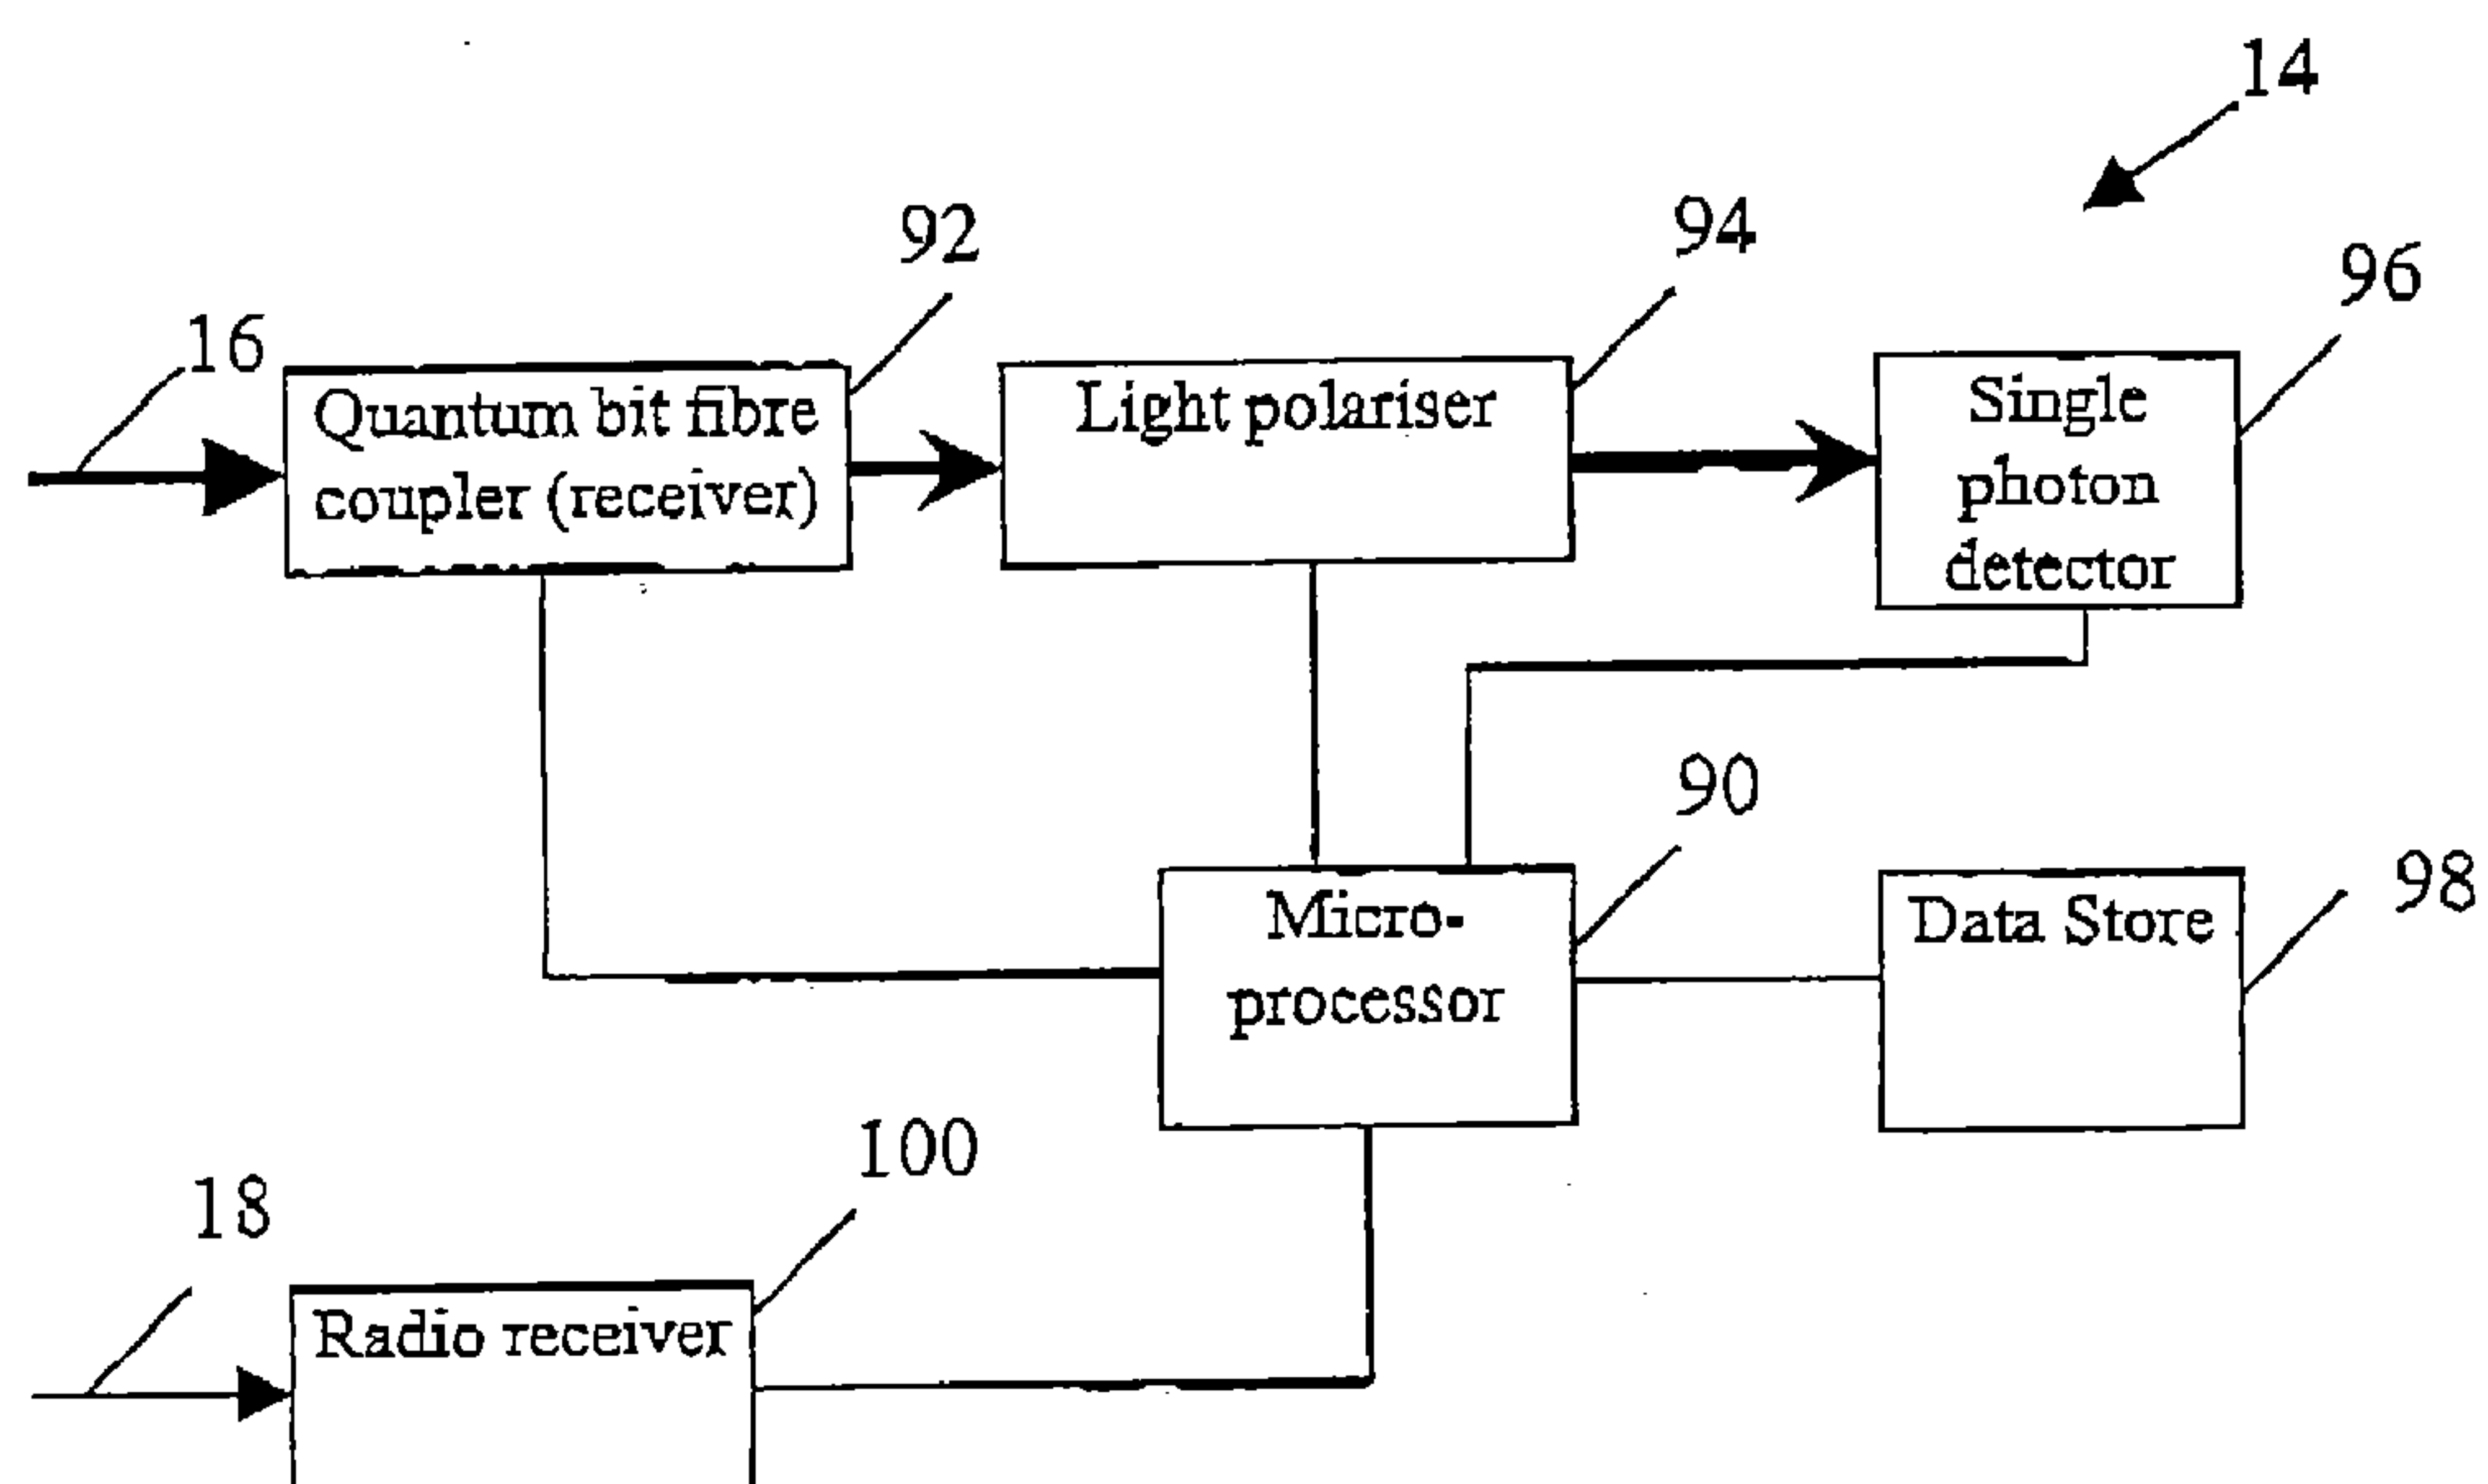 14
92
94
96
16
Quantum bit fibre
coupler (receiver)
Light polariser
Single
photon
detector
90
98
Micro-
processor
Data Store
100
18
Radio receiver